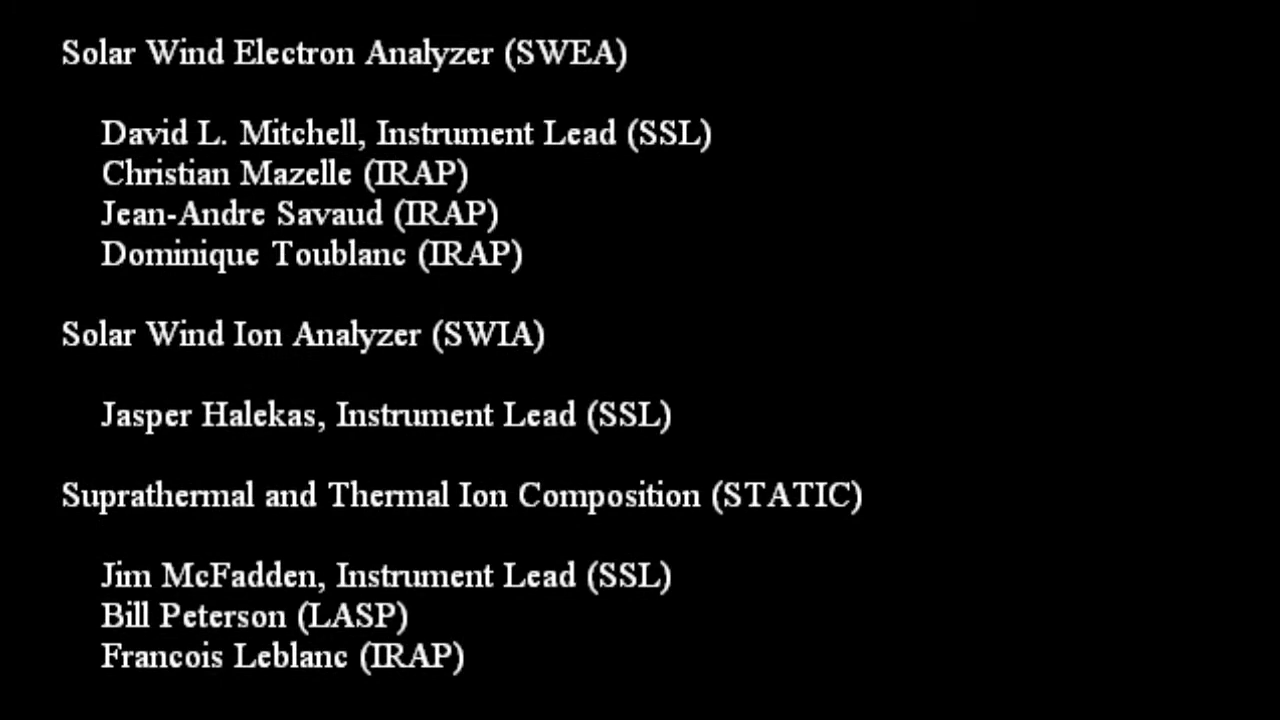 Solar Wind Electron Analyzer (SWEA)
David L. Mitchell, Instrument Lead (SSL)
Christian Mazelle (IRAP)
Jean-Andre Savaud (IRAP)
Dominique Toublanc (IRAP)
Solar Wind Ion Analyzer (SWIA)
Jasper Halekas, Instrument Lead (SSL)
Suprathermal and Thermal Ion Composition (STATIC)
Jim McFadden, Instrument Lead (SSL)
Bill Peterson (LASP)
Francois Leblanc (IRAP)